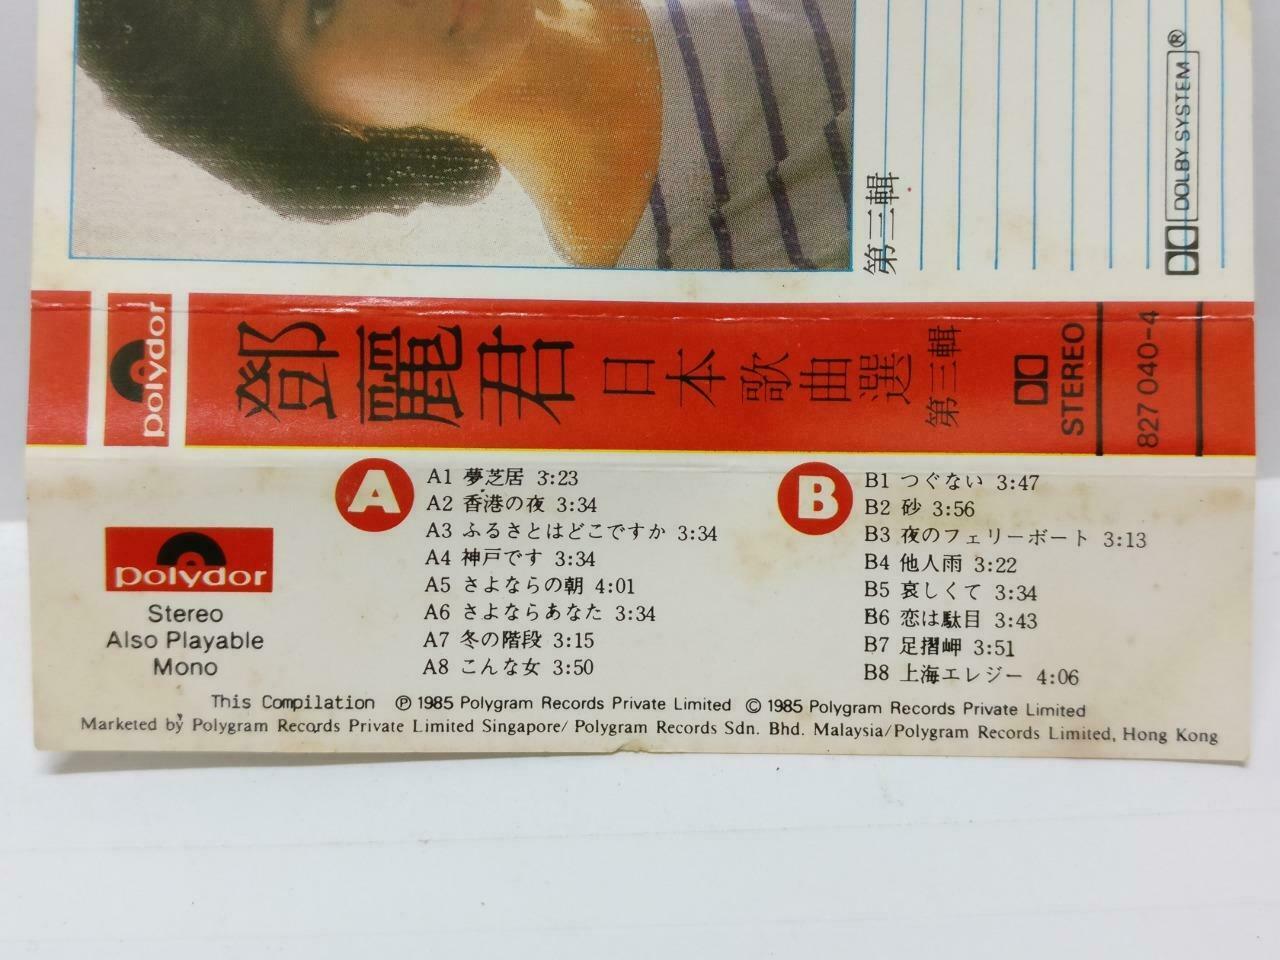 第三輯
DOLBY SYSTEM ®
polydor
鄧麗君 日本歌曲選 第三輯 STEREO 827 040-4
A
A1 夢芝居 3:23
A2 香港の夜 3:34
A3 ふるさとはどこですか 3:34
A4 神戸です 3:34
A5 さよならの朝 4:01
A6 さよならあなた 3:34
A7 冬の階段 3:15
A8 こんな女 3:50
B
B1 つぐない 3:47
B2 砂 3:56
B3 夜のフェリーボート 3:13
B4 他人雨 3:22
B5 哀しくて 3:34
B6 恋は駄目 3:43
B7 足摺岬 3:51
B8 上海エレジー 4:06
polydor
Stereo
Also Playable
Mono
This Compilation ℗ 1985 Polygram Records Private Limited © 1985 Polygram Records Private Limited
Marketed by Polygram Records Private Limited Singapore/ Polygram Records Sdn. Bhd. Malaysia/Polygram Records Limited, Hong Kong